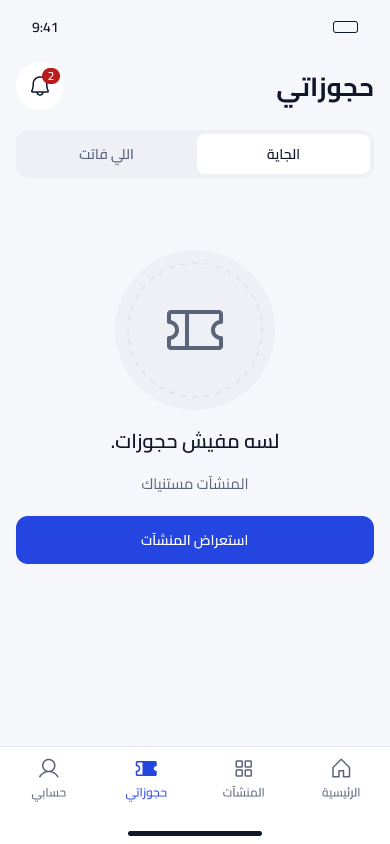 9:41
حجوزاتي
2
الجاية
اللي فاتت
لسه مفيش حجوزات.
المنشآت مستنياك
استعراض المنشآت
الرئيسية
المنشآت
حجوزاتي
حسابي